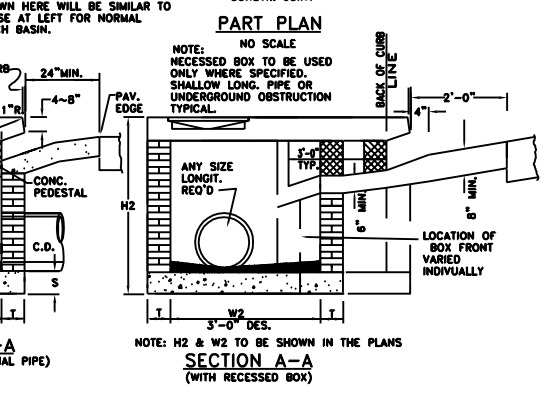 WN HERE WILL BE SIMILAR TO
SE AT LEFT FOR NORMAL
H BASIN.
PART PLAN
NO SCALE
NOTE:
NECESSED BOX TO BE USED
ONLY WHERE SPECIFIED.
SHALLOW LONG. PIPE OR
UNDERGROUND OBSTRUCTION
TYPICAL.
BACK OF CURB
LINE
24"MIN.
1"R.
4~8"
PAV.
EDGE
2'-0"
4"
3'-0"
TYP.
ANY SIZE
LONGIT.
REQ'D
CONC.
PEDESTAL
H2
6" MIN.
8" MIN.
C.D.
S
LOCATION OF
BOX FRONT
VARIED
INDIVUALLY
T
T
W2
T
3'-0" DES.
NOTE: H2 & W2 TO BE SHOWN IN THE PLANS
-A
SECTION A-A
(WITH RECESSED BOX)
AL PIPE)